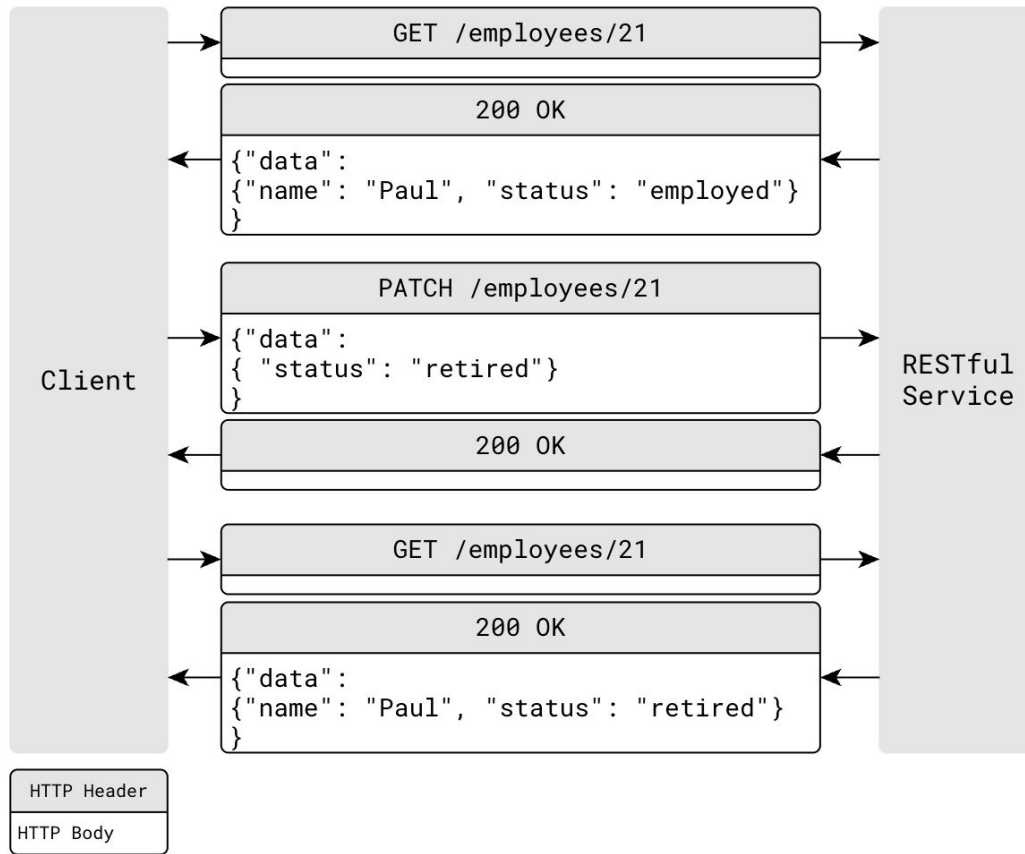 GET /employees/21
200 OK
{"data":
{"name": "Paul", "status": "employed"}
}
PATCH /employees/21
{"data":
{ "status": "retired"}
}
Client
RESTful
Service
200 OK
GET /employees/21
200 OK
{"data":
{"name": "Paul", "status": "retired"}
}
HTTP Header
HTTP Body